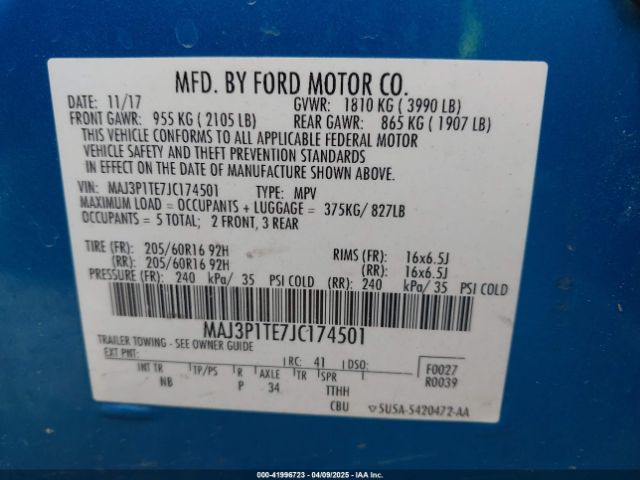 MFD. BY FORD MOTOR CO.
DATE: 11/17 GVWR: 1810 KG ( 3990 LB)
FRONT GAWR: 955 KG ( 2105 LB) REAR GAWR: 865 KG ( 1907 LB)
THIS VEHICLE CONFORMS TO ALL APPLICABLE FEDERAL MOTOR
VEHICLE SAFETY AND THEFT PREVENTION STANDARDS
IN EFFECT ON THE DATE OF MANUFACTURE SHOWN ABOVE.
VIN: MAJ3P1TE7JC174501 TYPE: MPV
MAXIMUM LOAD = OCCUPANTS + LUGGAGE = 375KG/ 827LB
OCCUPANTS = 5 TOTAL; 2 FRONT, 3 REAR
TIRE (FR): 205/60R16 92H RIMS (FR): 16x6.5J
(RR): 205/60R16 92H (RR): 16x6.5J
PRESSURE (FR): 240 kPa/ 35 PSI COLD (RR): 240 kPa/ 35 PSI COLD
MAJ3P1TE7JC174501
TRAILER TOWING - SEE OWNER GUIDE
EXT PNT: RC: 41 DSO: F0027
INT TR TP/PS R AXLE TR SPR R0039
NB P 34 TTHH
CBU SU5A-5420472-AA
000-41996723 - 04/09/2025 - IAAI.COM